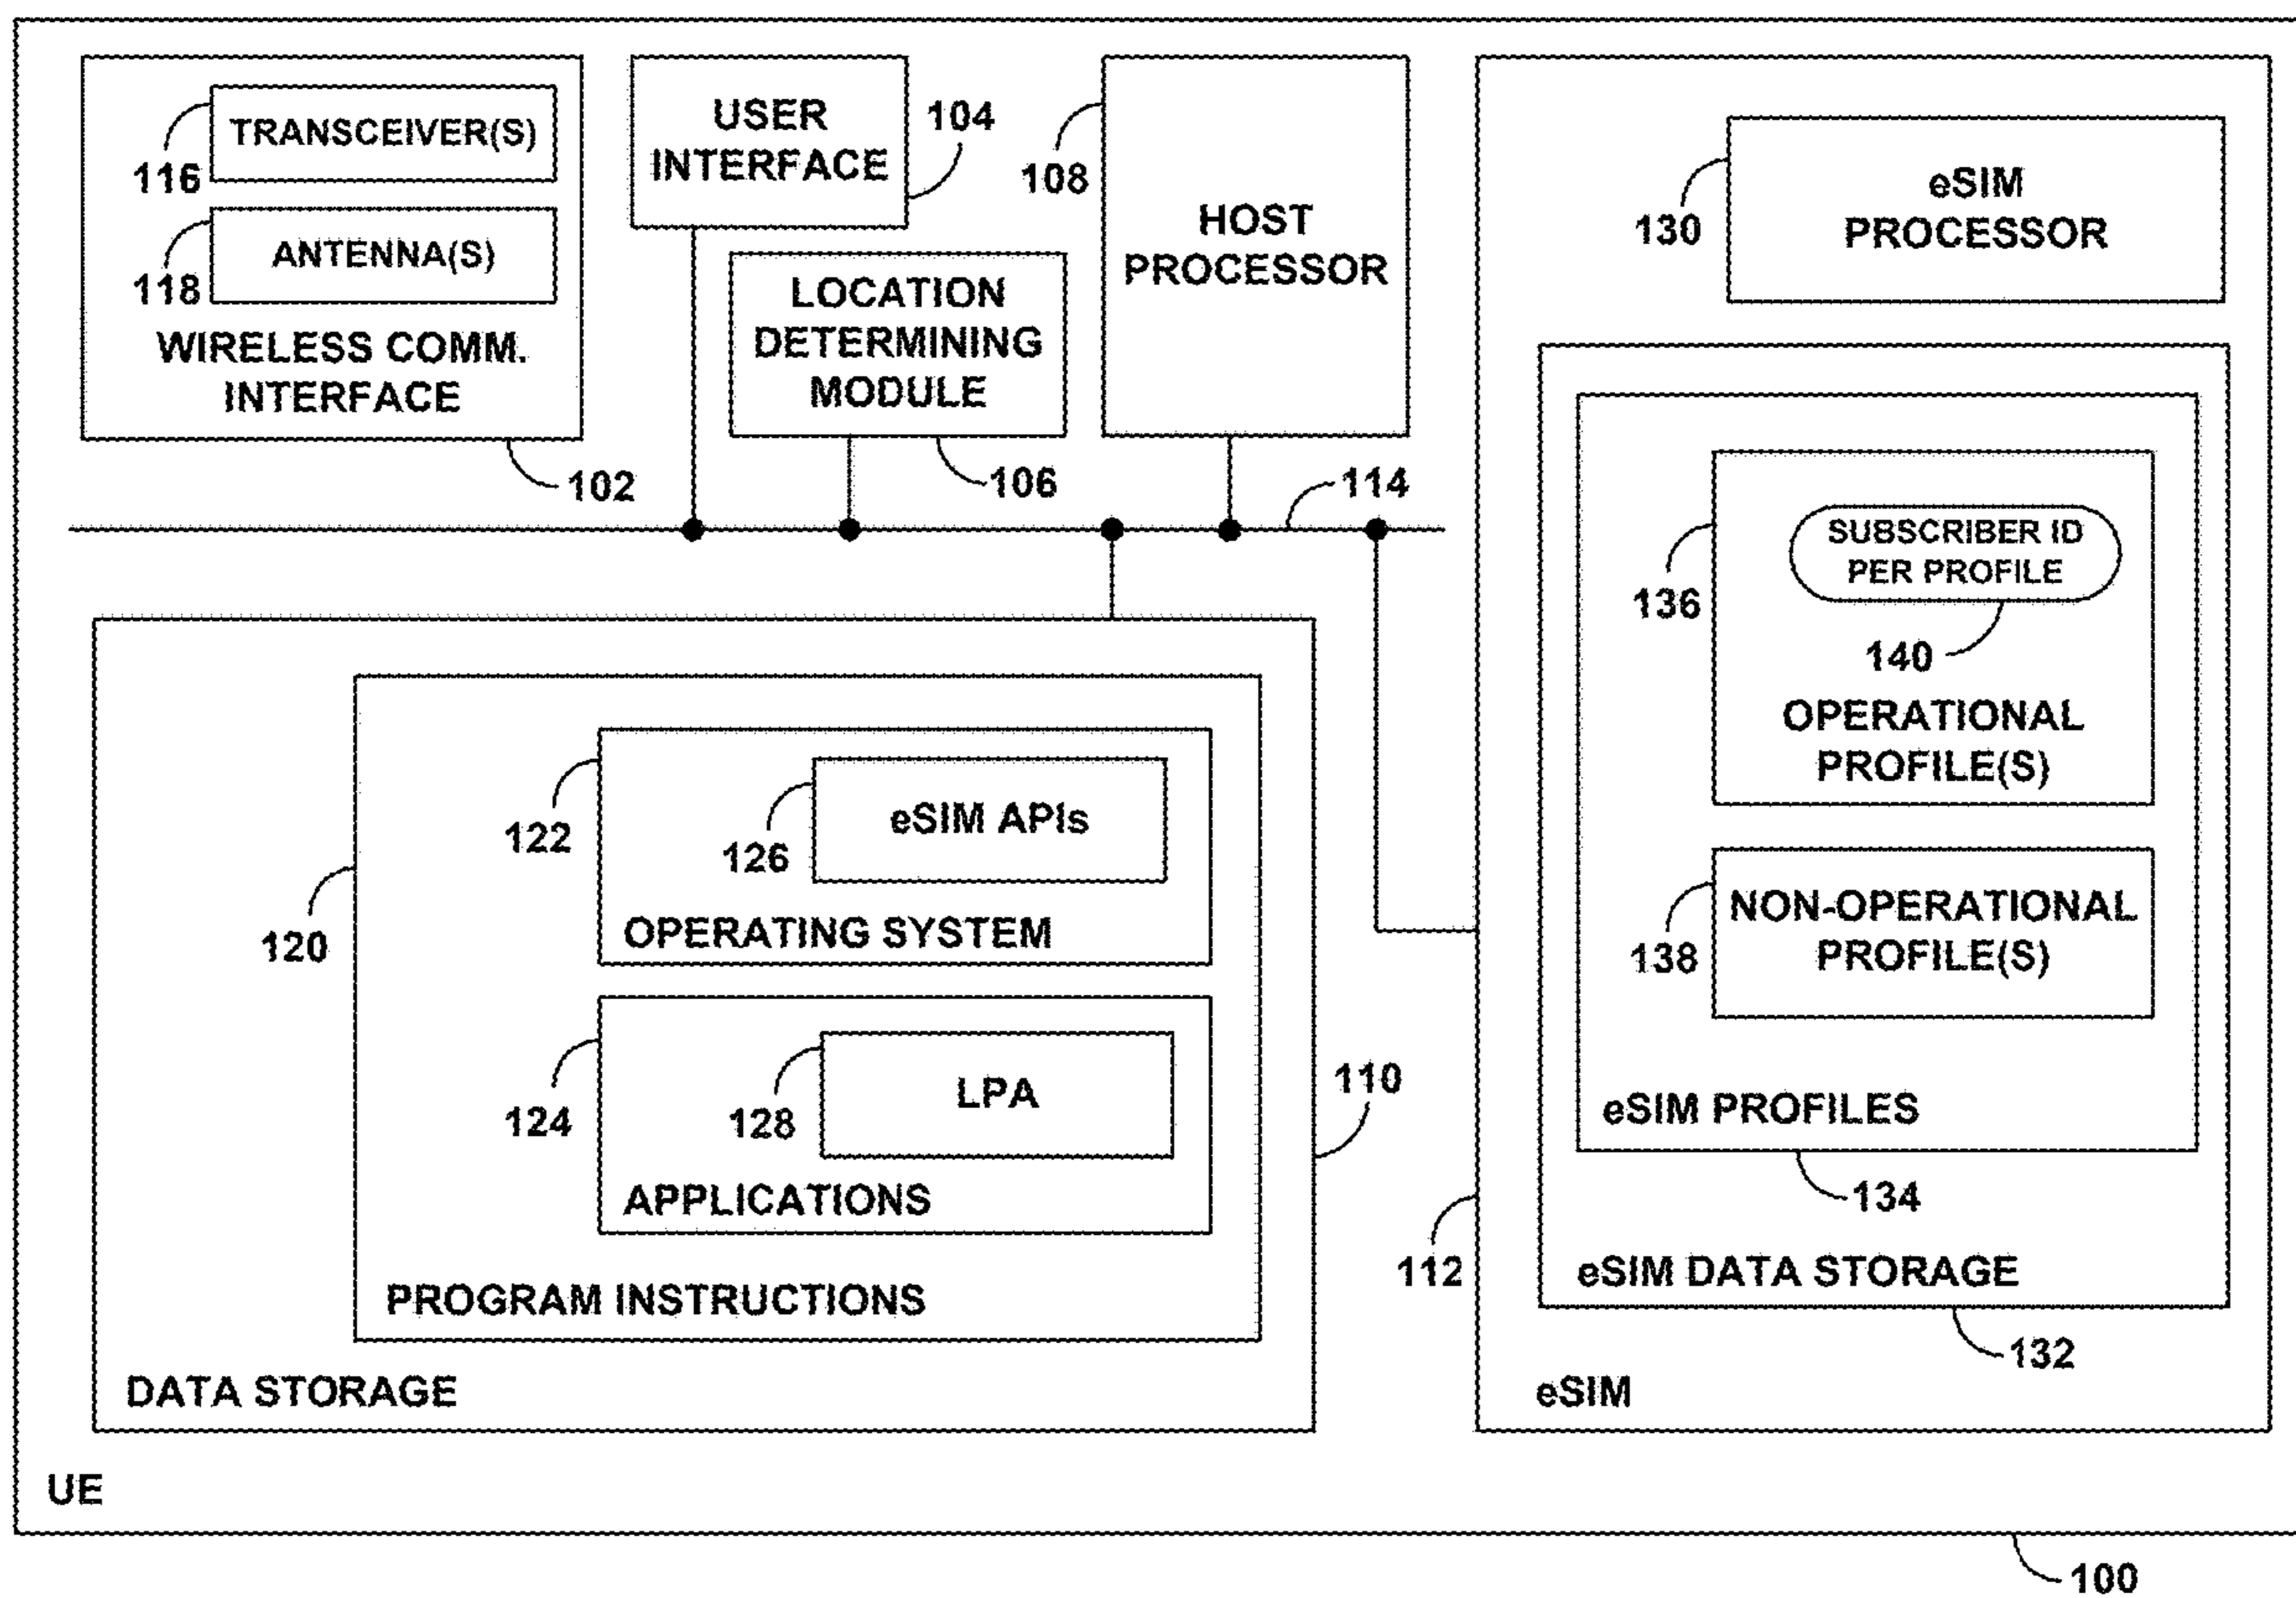 116
TRANSCEIVER(S)
118
ANTENNA(S)
WIRELESS COMM.
INTERFACE
102
USER
INTERFACE
104
LOCATION
DETERMINING
MODULE
106
108
HOST
PROCESSOR
114
130
eSIM
PROCESSOR
136
SUBSCRIBER ID
PER PROFILE
140
OPERATIONAL
PROFILE(S)
138
NON-OPERATIONAL
PROFILE(S)
eSIM PROFILES
134
eSIM DATA STORAGE
132
112
eSIM
120
122
126
eSIM APIs
OPERATING SYSTEM
124
128
LPA
APPLICATIONS
110
PROGRAM INSTRUCTIONS
DATA STORAGE
UE
100